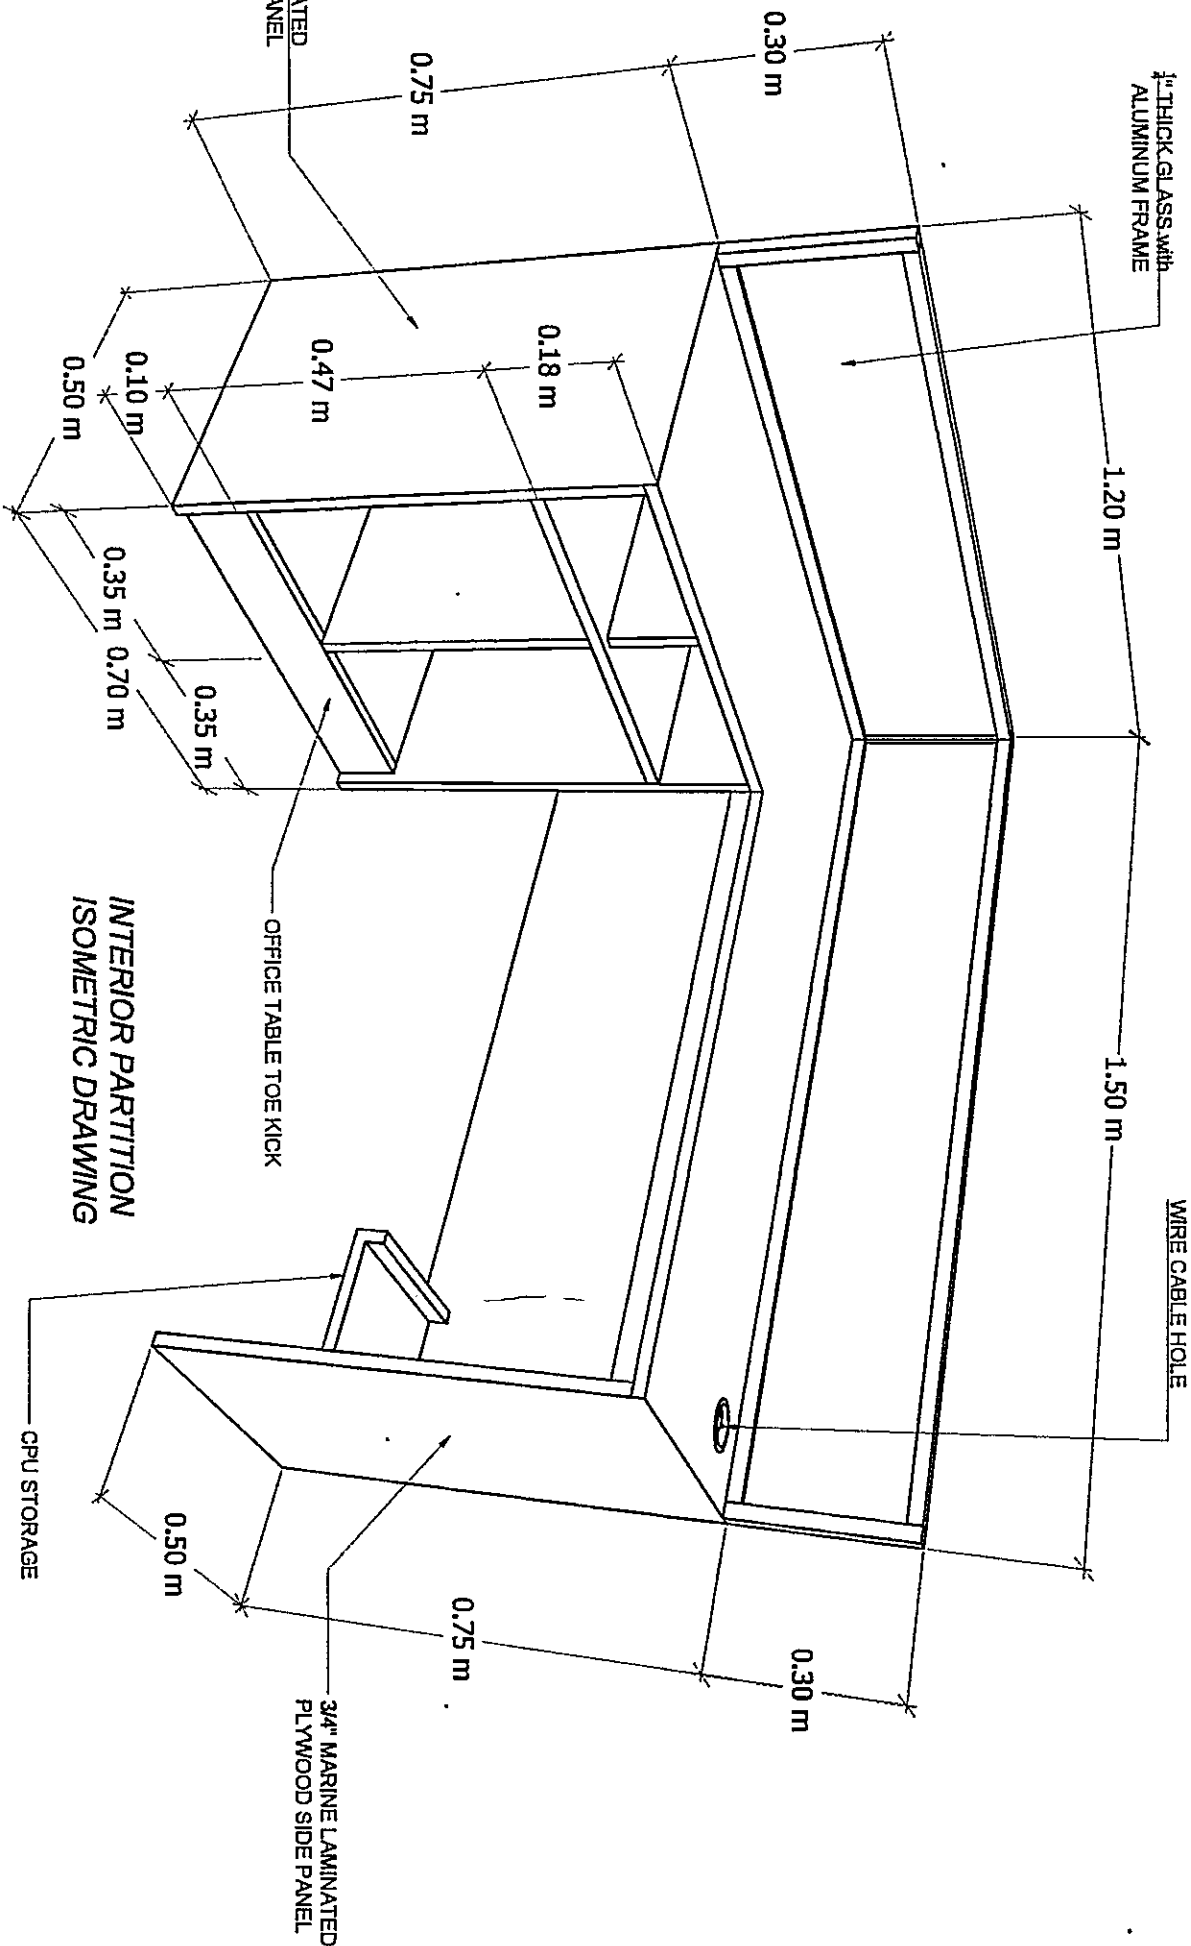 1" THICK GLASS with
ALUMINUM FRAME
WIRE CABLE HOLE
1.20 m
1.50 m
0.30 m
0.75 m
ATED
ANEL
0.18 m
0.47 m
0.10 m
0.50 m
0.35 m
0.70 m
0.35 m
OFFICE TABLE TOE KICK
0.30 m
0.75 m
0.50 m
3/4" MARINE LAMINATED
PLYWOOD SIDE PANEL
CPU STORAGE
INTERIOR PARTITION
ISOMETRIC DRAWING